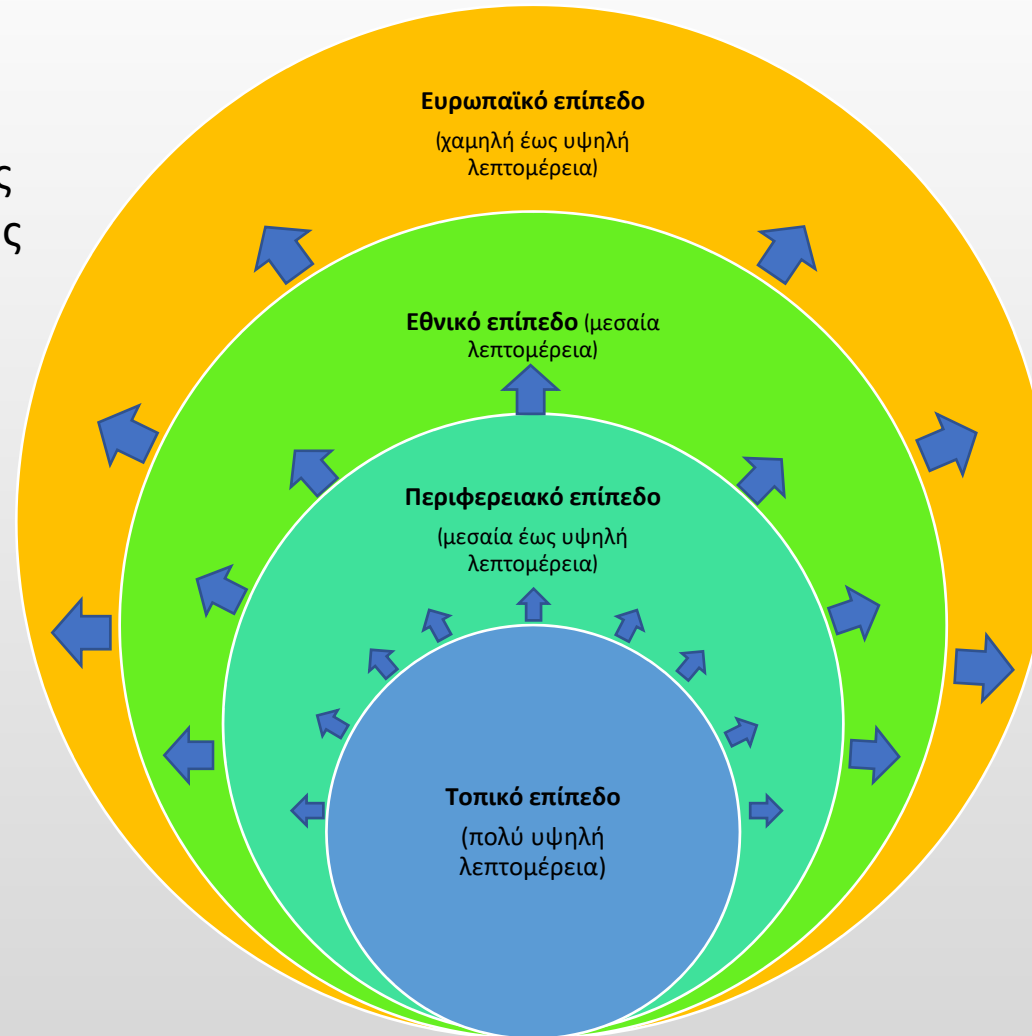 ς
ς
Ευρωπαϊκό επίπεδο
(χαμηλή έως υψηλή
λεπτομέρεια)
Εθνικό επίπεδο (μεσαία
λεπτομέρεια)
Περιφερειακό επίπεδο
(μεσαία έως υψηλή
λεπτομέρεια)
Τοπικό επίπεδο
(πολύ υψηλή
λεπτομέρεια)